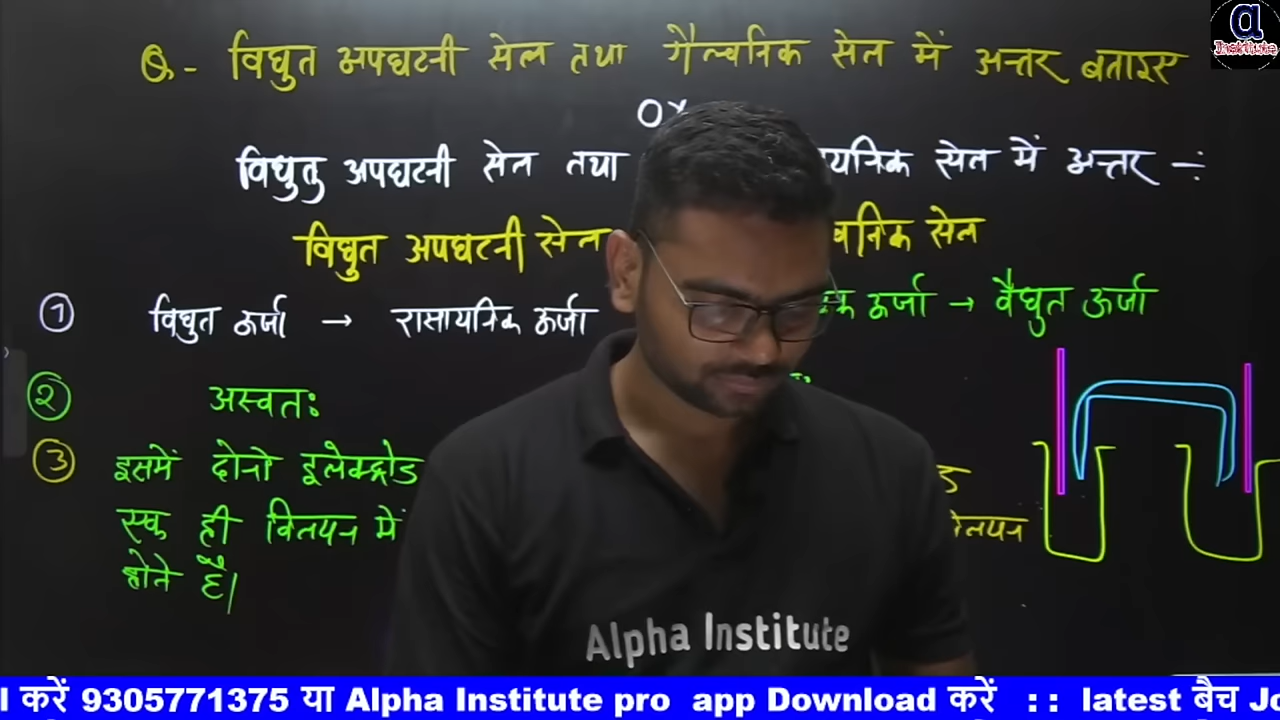 a
Institute
Q- विधुत अपघटनी सेल तथा गैल्वनिक सेल में अन्तर बताइए
Or
विधुत अपघटनी सेल तथा यनिक सेल में अन्तर -:
विधुत अपघटनी सेल वनिक सेल
① विधुत ऊर्जा → रासायनिक ऊर्जा क ऊर्जा → वैधुत ऊर्जा
② अस्वतः
③ इसमें दोनो इलेक्ट्रोड ड
एक ही विलयन में लयन
होते है।
Alpha Institute
l करें 9305771375 या Alpha Institute pro app Download करें :: latest बैच Jo